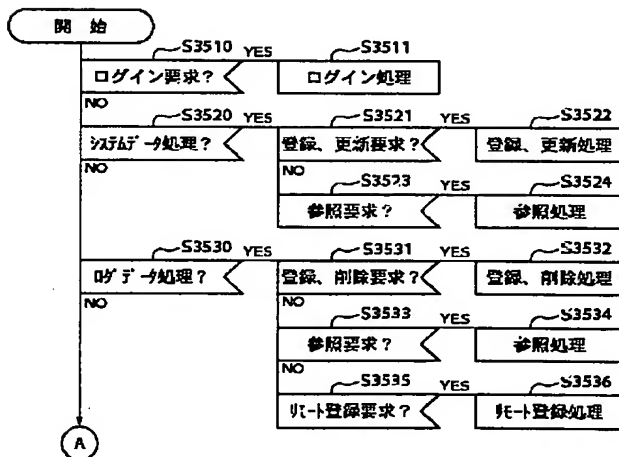 開 始
S3510 YES S3511
ログイン要求? ログイン処理
NO
S3520 YES S3521 YES S3522
システムデータ処理? 登録、更新要求? 登録、更新処理
NO NO
S3523 YES S3524
参照要求? 参照処理
S3530 YES S3531 YES S3532
ログデータ処理? 登録、削除要求? 登録、削除処理
NO NO
S3533 YES S3534
参照要求? 参照処理
NO
S3535 YES S3536
リモート登録要求? リモート登録処理
A